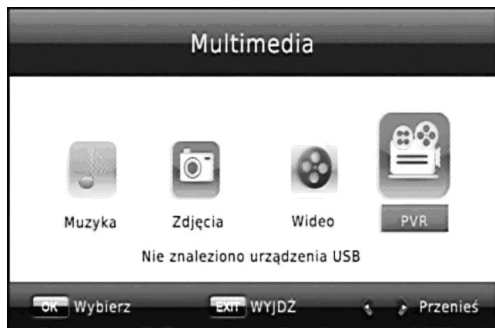 Multimedia
Muzyka Zdjęcia Wideo PVR
Nie znaleziono urządzenia USB
OK Wybierz EXIT WYJDŹ Przenieś